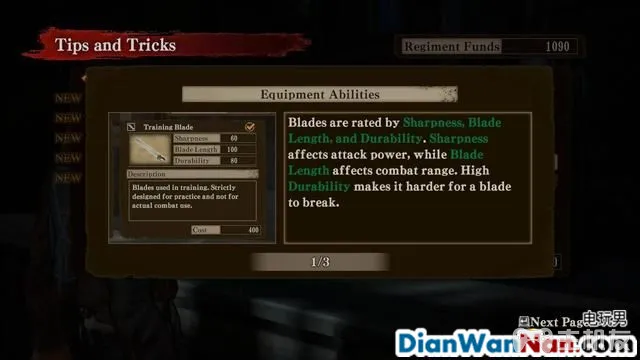 Tips and Tricks
Regiment Funds 1090
Equipment Abilities
NEW
NEW
NEW
NEW
NEW
Training Blade
Sharpness 60
Blade Length 100
Durability 80
Description
Blades used in training. Strictly
designed for practice and not for
actual combat use.
Cost 400
Blades are rated by Sharpness, Blade
Length, and Durability. Sharpness
affects attack power, while Blade
Length affects combat range. High
Durability makes it harder for a blade
to break.
1/3
Next Page
电玩男
DianWanNan.com